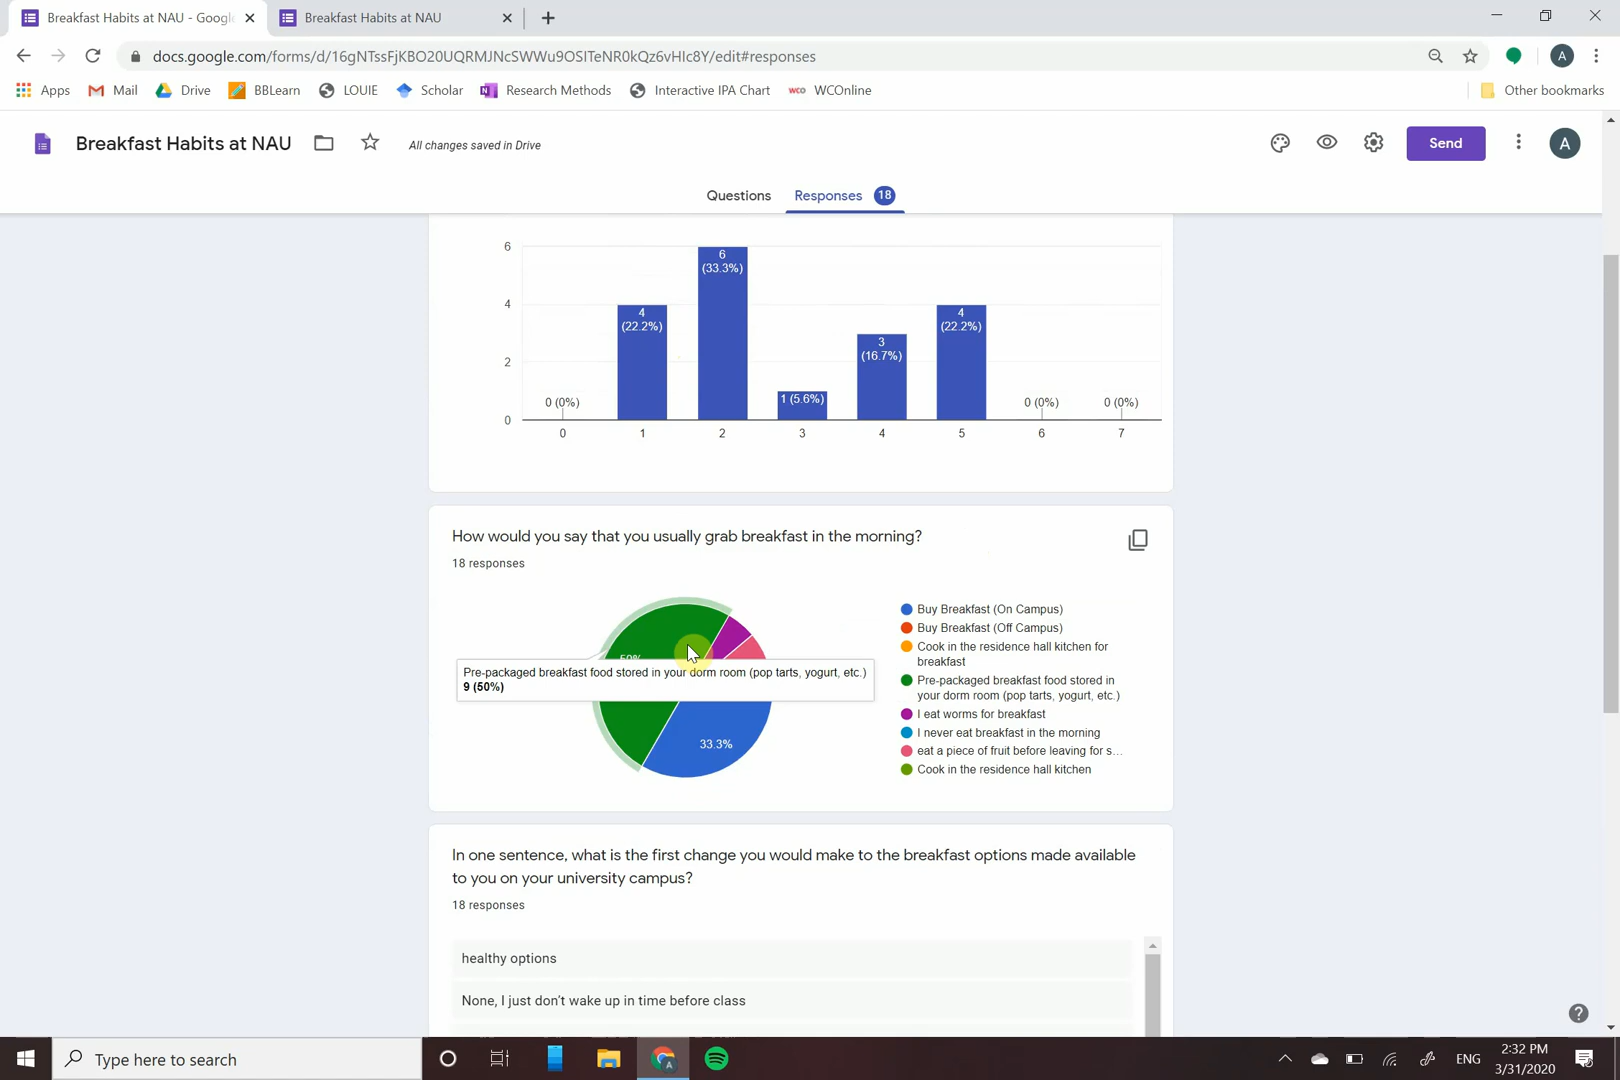 Breakfast Habits at NAU - Googl
Breakfast Habits at NAU
docs.google.com/forms/d/16gNTssFjKBO20UQRMJNcSWWu9OSITeNR0kQz6vHIc8Y/edit#responses
A
Apps
Mail
Drive
BBLearn
LOUIE
Scholar
Research Methods
Interactive IPA Chart
WCO WCOnline
Other bookmarks
Breakfast Habits at NAU
All changes saved in Drive
Send
A
Questions
Responses 18
6
4
2
0
0 (0%)
4
(22.2%)
6
(33.3%)
1 (5.6%)
3
(16.7%)
4
(22.2%)
0 (0%)
0 (0%)
0 1 2 3 4 5 6 7
How would you say that you usually grab breakfast in the morning?
18 responses
50%
Pre-packaged breakfast food stored in your dorm room (pop tarts, yogurt, etc.)
9 (50%)
33.3%
Buy Breakfast (On Campus)
Buy Breakfast (Off Campus)
Cook in the residence hall kitchen for
breakfast
Pre-packaged breakfast food stored in
your dorm room (pop tarts, yogurt, etc.)
I eat worms for breakfast
I never eat breakfast in the morning
eat a piece of fruit before leaving for s…
Cook in the residence hall kitchen
In one sentence, what is the first change you would make to the breakfast options made available
to you on your university campus?
18 responses
healthy options
None, I just don't wake up in time before class
Type here to search
A
ENG
2:32 PM
3/31/2020